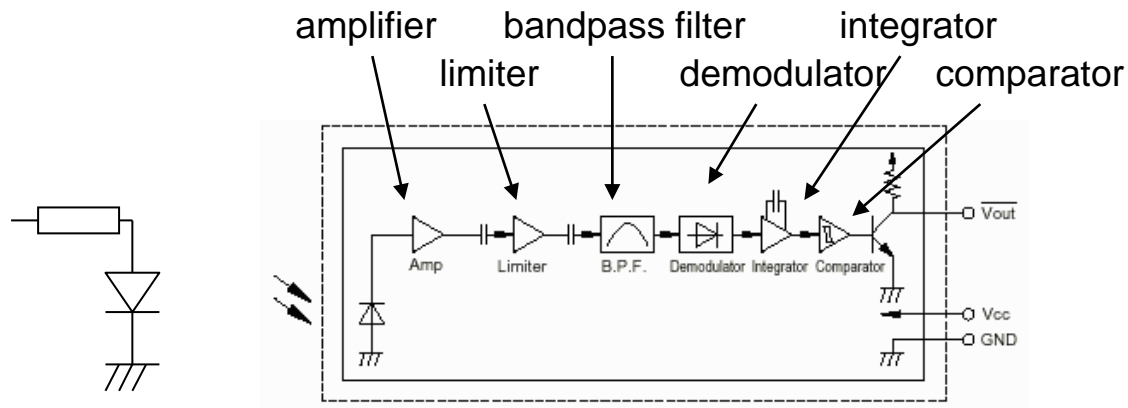 amplifier bandpass filter integrator
limiter demodulator comparator
Amp Limiter B.P.F. Demodulator Integrator Comparator
Vout
Vcc
GND